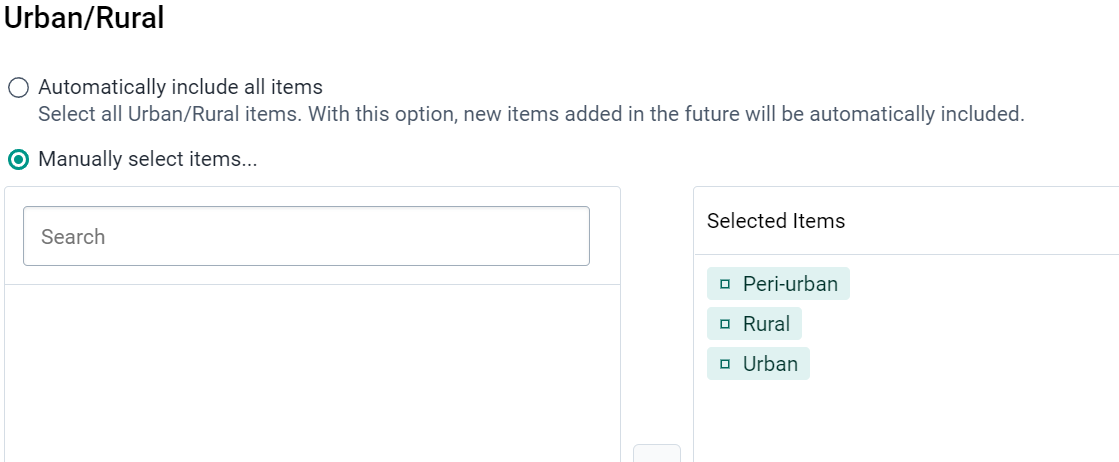 Urban/Rural
Automatically include all items
Select all Urban/Rural items. With this option, new items added in the future will be automatically included.
Manually select items...
Search
Selected Items
Peri-urban
Rural
Urban